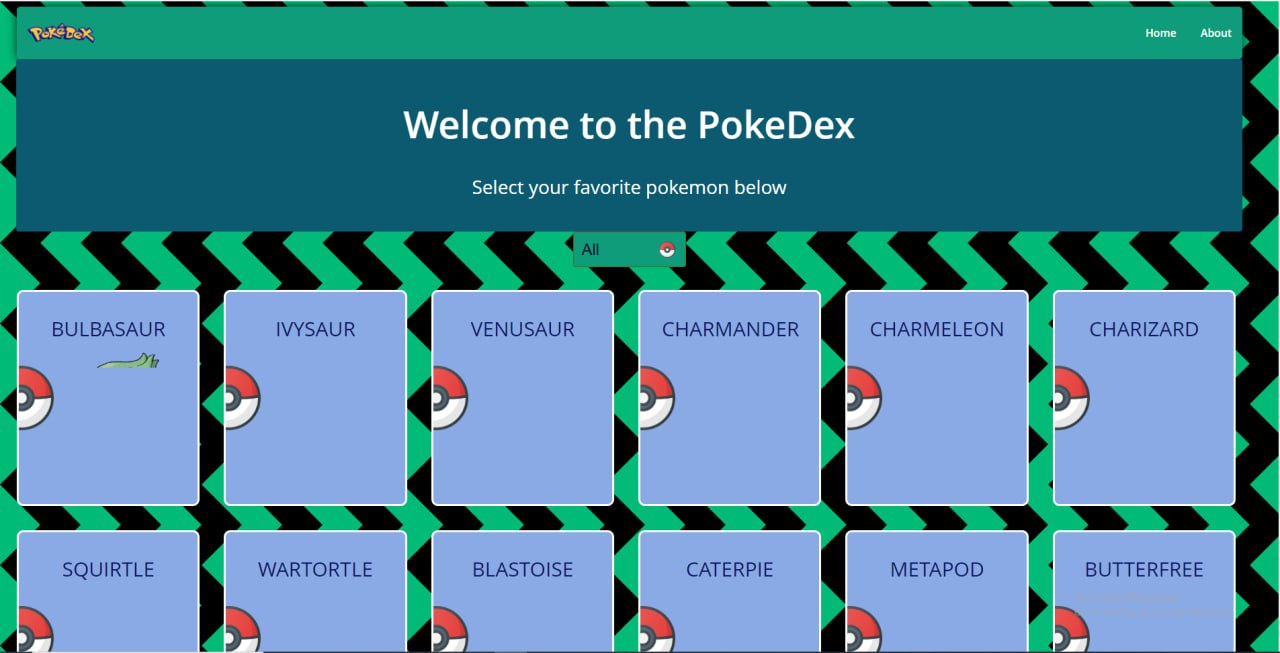 PokéDex
Home About
Welcome to the PokeDex
Select your favorite pokemon below
All
BULBASAUR IVYSAUR VENUSAUR CHARMANDER CHARMELEON CHARIZARD
SQUIRTLE WARTORTLE BLASTOISE CATERPIE METAPOD BUTTERFREE